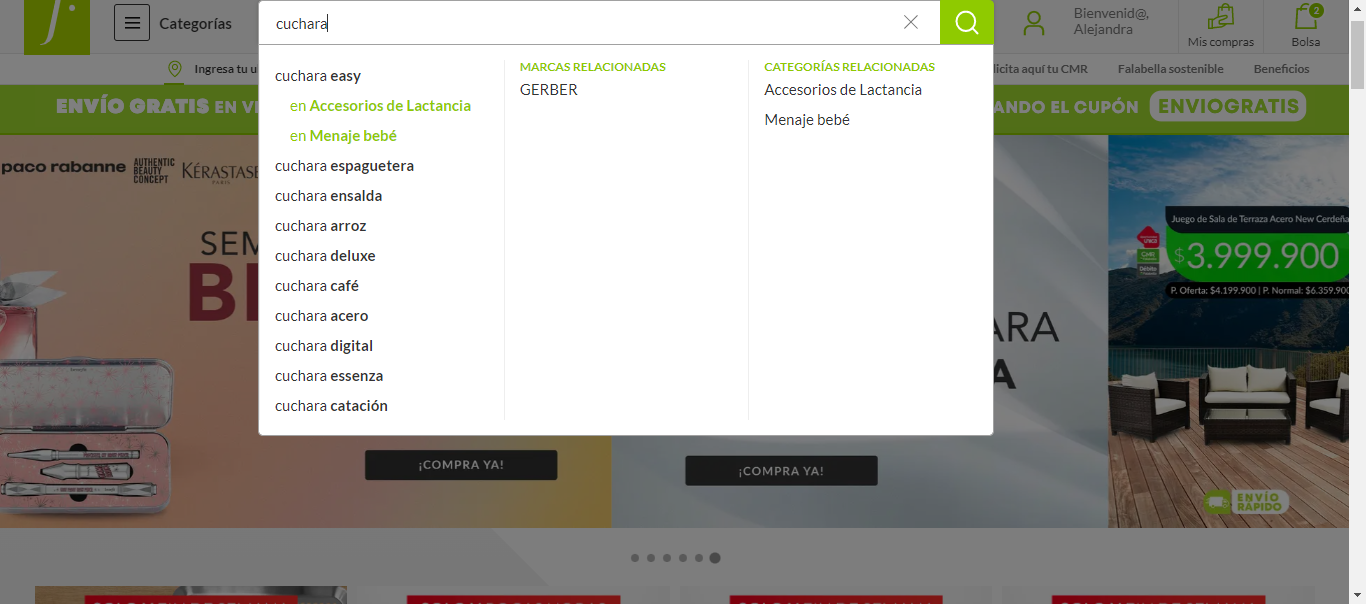 f.
Categorías
cuchara
Bienvenid@,
Alejandra
Mis compras
2
Bolsa
Ingresa tu u
licita aquí tu CMR
Falabella sostenible
Beneficios
ENVÍO GRATIS EN VE
ANDO EL CUPÓN ENVIOGRATIS
cuchara easy
en Accesorios de Lactancia
en Menaje bebé
cuchara espaguetera
cuchara ensalda
cuchara arroz
cuchara deluxe
cuchara café
cuchara acero
cuchara digital
cuchara essenza
cuchara catación
MARCAS RELACIONADAS
GERBER
CATEGORÍAS RELACIONADAS
Accesorios de Lactancia
Menaje bebé
paco rabanne
AUTHENTIC
BEAUTY
CONCEPT
KÉRASTASE
PARIS
SEM
BE
¡COMPRA YA!
ARA
A
¡COMPRA YA!
Juego de Sala de Terraza Acero New Cerdeña
$3.999.900
P. Oferta: $4.199.900 | P. Normal: $6.359.900
ENVÍO
RÁPIDO